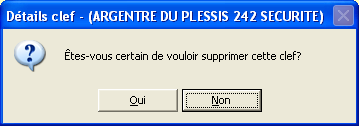 Détails clef - (ARGENTRE DU PLESSIS 242 SECURITE)
Êtes-vous certain de vouloir supprimer cette clef?
Oui
Non